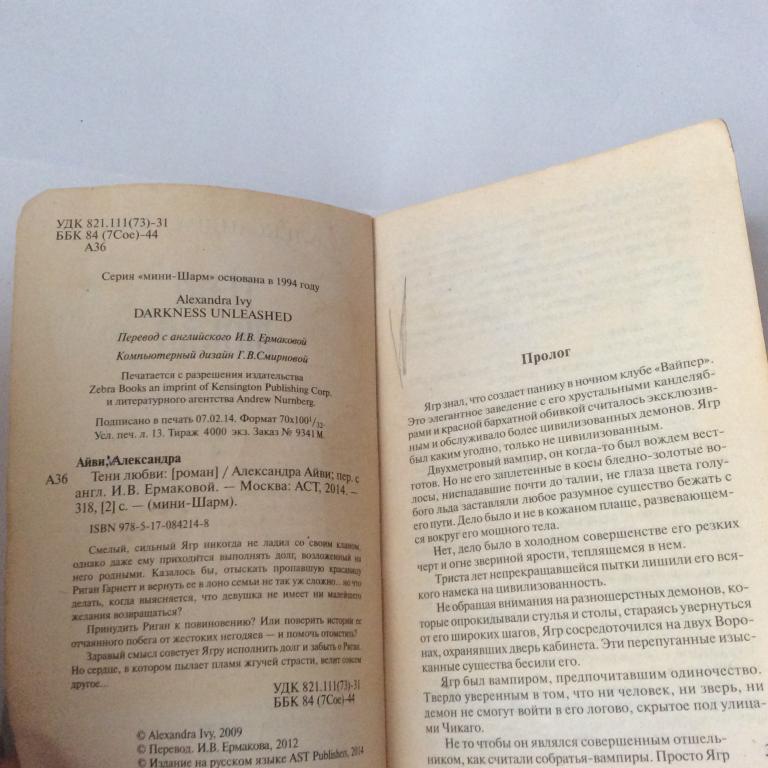 УДК 821.111(73)-31
ББК 84 (7Сое)-44
А36
Серия «мини-Шарм» основана в 1994 году
Alexandra Ivy
DARKNESS UNLEASHED
Перевод с английского И.В. Ермаковой
Компьютерный дизайн Г.В.Смирновой
Печатается с разрешения издательства
Zebra Books an imprint of Kensington Publishing Corp.
и литературного агентства Andrew Nurnberg.
Подписано в печать 07.02.14. Формат 70x100¹/₃₂.
Усл. печ. л. 13. Тираж 4000 экз. Заказ № 9341 М.
Айви, Александра
А36 Тени любви: [роман] / Александра Айви; пер. с
англ. И.В. Ермаковой. — Москва: АСТ, 2014. –
318, [2] с. — (мини-Шарм).
ISBN 978-5-17-084214-8
Смелый, сильный Ягр никогда не ладил со своим кланом,
однако даже ему приходится выполнять долг, возложенный на
него родными. Казалось бы, отыскать пропавшую красавицу
Риган Гарнетт и вернуть ее в лоно семьи не так уж сложно... но что
делать, когда выясняется, что девушка не имеет ни малейшего
желания возвращаться?
Принудить Риган к повиновению? Или поверить истории ее
отчаянного побега от жестоких негодяев — и помочь отомстить?
Здравый смысл советует Ягру исполнить долг и забыть о Риган.
Но сердце, в котором пылает пламя жгучей страсти, велит совсем
другое...
УДК 821.111(73)-31
ББК 84 (7Сое)-44
© Alexandra Ivy, 2009
© Перевод. И.В. Ермакова, 2012
© Издание на русском языке AST Publishers, 2014
Пролог
Ягр знал, что создает панику в ночном клубе «Вайпер».
Это элегантное заведение с его хрустальными канделяб-
рами и красной бархатной обивкой считалось эксклюзив-
ным и обслуживало более цивилизованных демонов. Ягр
был каким угодно, только не цивилизованным.
Двухметровый вампир, он когда-то был вождем вест-
готов. Но не его заплетенные в косы бледно-золотые во-
лосы, ниспадавшие почти до талии, не глаза цвета голу-
бого льда заставляли любое разумное существо бежать с
его пути. Дело было и не в кожаном плаще, развевающем-
ся вокруг его мощного тела.
Нет, дело было в холодном совершенстве его резких
черт и огне звериной ярости, теплящемся в нем.
Триста лет непрекращавшейся пытки лишили его вся-
кого намека на цивилизованность.
Не обращая внимания на разношерстных демонов, ко-
торые опрокидывали стулья и столы, стараясь увернуться
от его широких шагов, Ягр сосредоточился на двух Воро-
нах, охранявших дверь кабинета. Эти перепуганные изыс-
канные существа бесили его.
Ягр был вампиром, предпочитавшим одиночество.
Твердо уверенным в том, что ни человек, ни зверь, ни
демон не смогут войти в его логово, скрытое под улица-
ми Чикаго.
Не то чтобы он являлся совершенным отшель-
ником, как считали собратья-вампиры. Просто Ягр